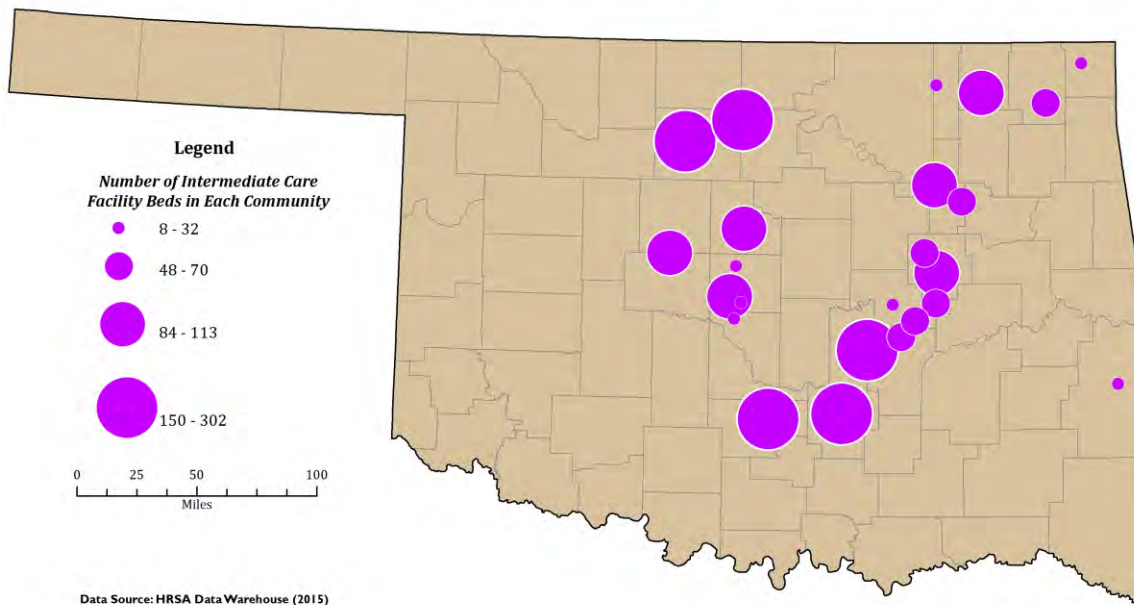 Legend
Number of Intermediate Care
Facility Beds in Each Community
8 - 32
48 - 70
84 - 113
150 - 302
0 25 50 100
Miles
Data Source: HRSA Data Warehouse (2015)